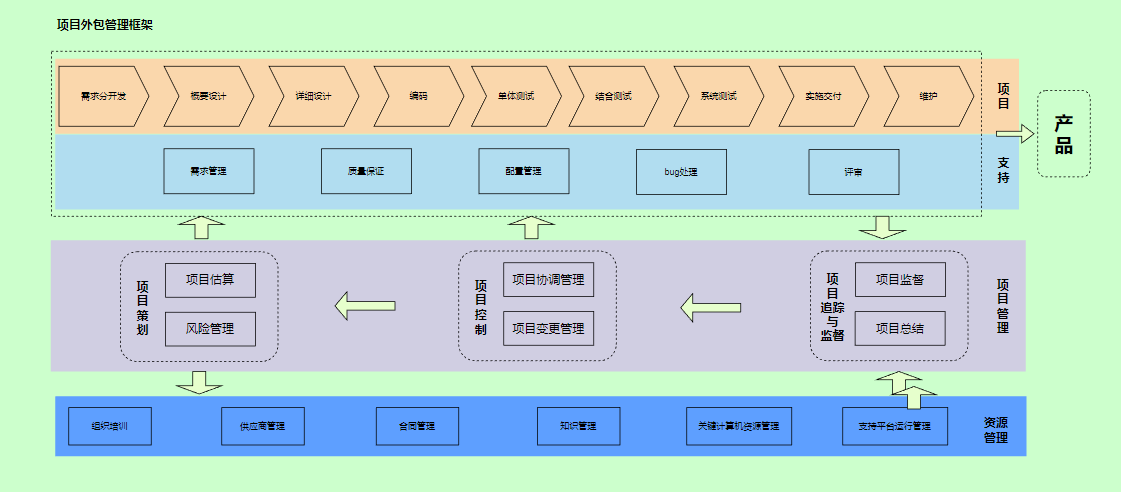 项目外包管理框架
需求分开发
概要设计
详细设计
编码
单体测试
结合测试
系统测试
实施交付
维护
项
目
产
品
需求管理
质量保证
配置管理
bug处理
评审
支
持
项
目
策
划
项目估算
风险管理
项
目
控
制
项目协调管理
项目变更管理
项
目
追踪
与
监督
项目监督
项目总结
项
目
管
理
组织培训
供应商管理
合同管理
知识管理
关键计算机资源管理
支持平台运行管理
资源
管理